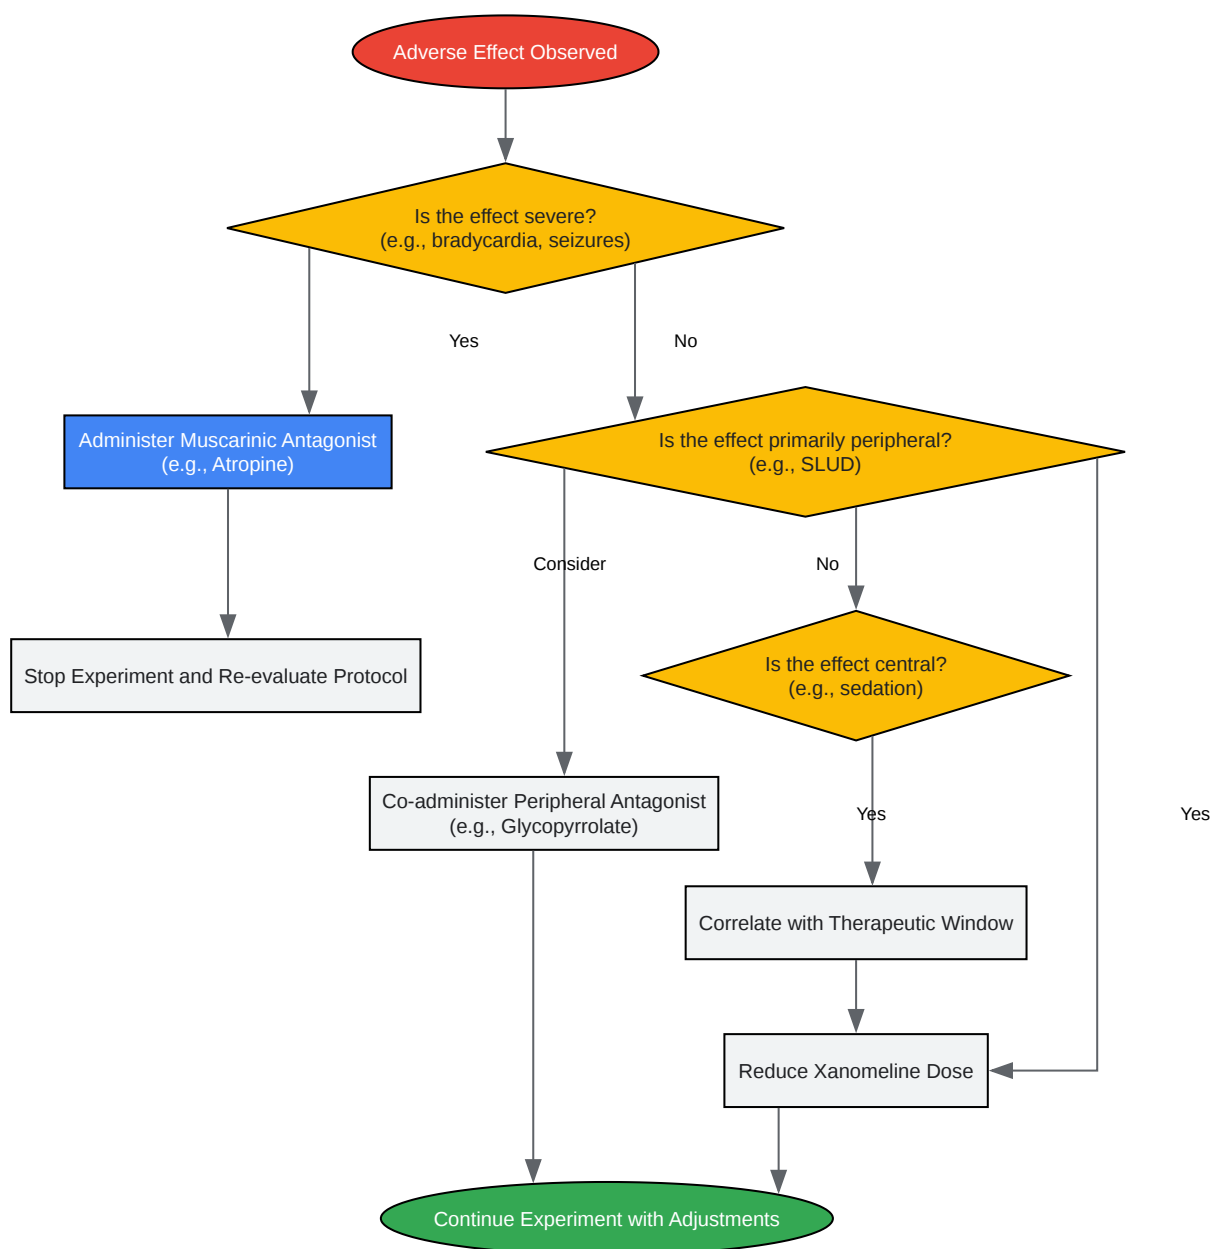 Adverse Effect Observed
Is the effect severe?
(e.g., bradycardia, seizures)
Yes
No
Administer Muscarinic Antagonist
(e.g., Atropine)
Is the effect primarily peripheral?
(e.g., SLUD)
Consider
No
Stop Experiment and Re-evaluate Protocol
Is the effect central?
(e.g., sedation)
Co-administer Peripheral Antagonist
(e.g., Glycopyrrolate)
Yes
Yes
Correlate with Therapeutic Window
Reduce Xanomeline Dose
Continue Experiment with Adjustments